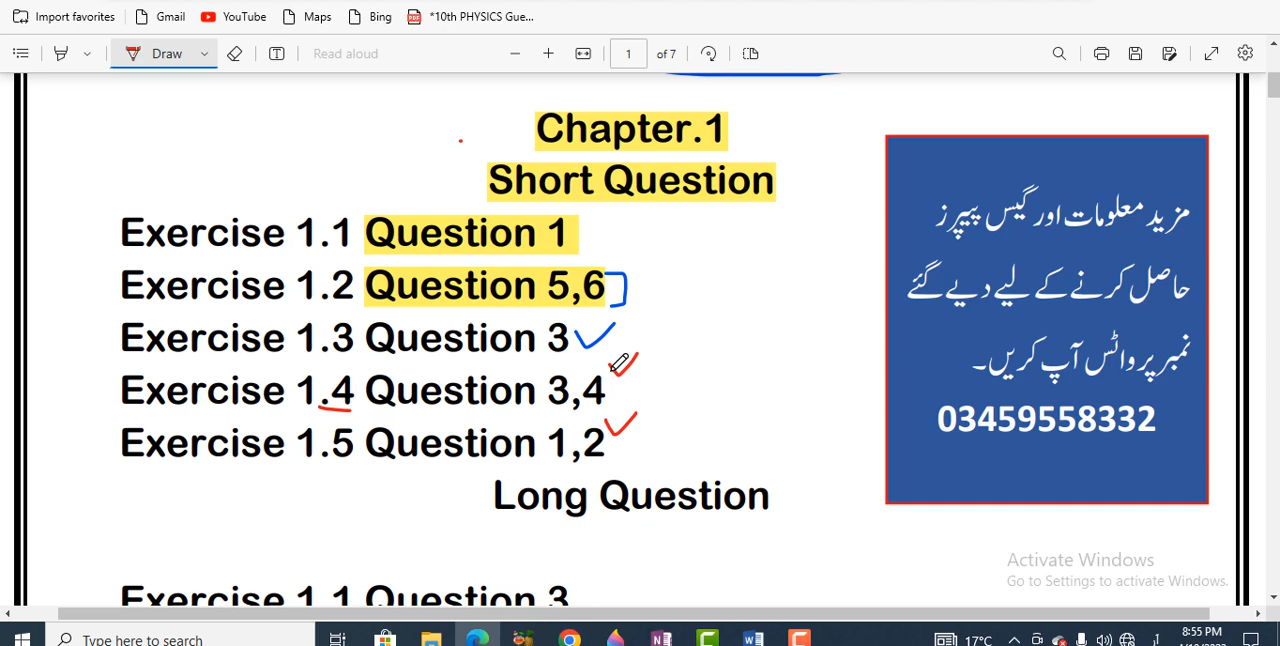 Import favorites Gmail YouTube Maps Bing *10th PHYSICS Gue...
Draw Read aloud 1 of 7
Chapter.1
Short Question
Exercise 1.1 Question 1
Exercise 1.2 Question 5,6
Exercise 1.3 Question 3
Exercise 1.4 Question 3,4
Exercise 1.5 Question 1,2
Long Question
Exercise 1.1 Question 3
مزید معلومات اور گیس پیپرز
حاصل کرنے کے لیے دیے گئے
نمبر پر واٹس آپ کریں۔
03459558332
Activate Windows
Go to Settings to activate Windows.
Type here to search 17°C 8:55 PM